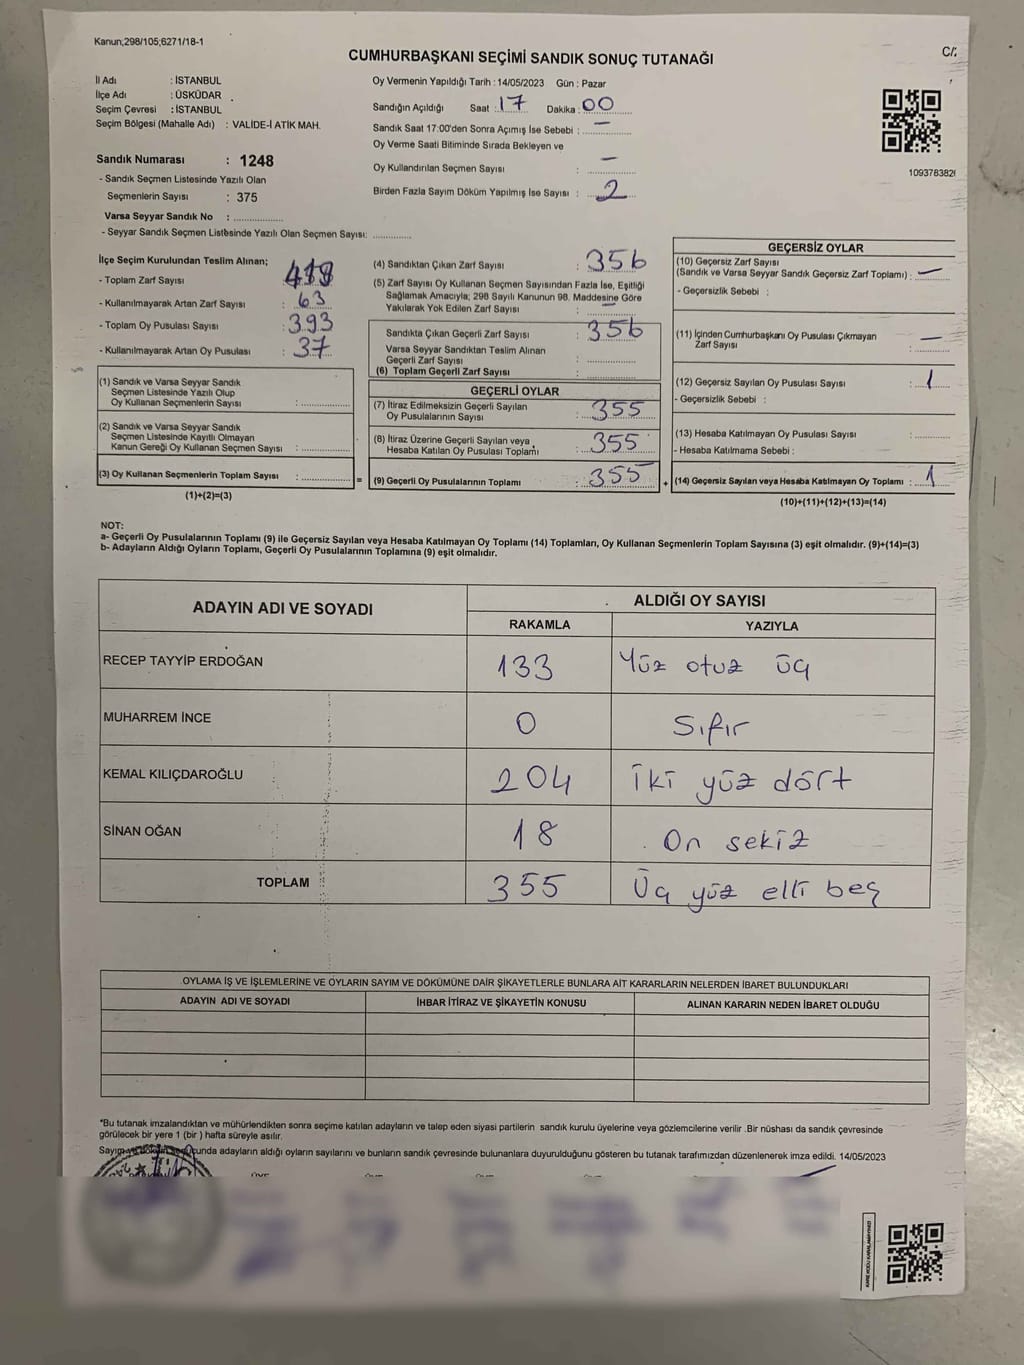 Kanun;298/105;6271/18-1
CUMHURBAŞKANI SEÇİMİ SANDIK SONUÇ TUTANAĞI
İl Adı : İSTANBUL
İlçe Adı : ÜSKÜDAR
Seçim Çevresi : İSTANBUL
Seçim Bölgesi (Mahalle Adı) : VALİDE-İ ATİK MAH.
Sandık Numarası : 1248
- Sandık Seçmen Listesinde Yazılı Olan
Seçmenlerin Sayısı : 375
Varsa Seyyar Sandık No :
- Seyyar Sandık Seçmen Listesinde Yazılı Olan Seçmen Sayısı:
Oy Vermenin Yapıldığı Tarih : 14/05/2023 Gün : Pazar
Sandığın Açıldığı Saat : 17 Dakika : 00
Sandık Saat 17:00'den Sonra Açımış İse Sebebi : —
Oy Verme Saati Bitiminde Sırada Bekleyen ve
Oy Kullandırılan Seçmen Sayısı : —
Birden Fazla Sayım Döküm Yapılmış İse Sayısı : 2
1093783820
İlçe Seçim Kurulundan Teslim Alınan;
- Toplam Zarf Sayısı :
- Kullanılmayarak Artan Zarf Sayısı : 63
- Toplam Oy Pusulası Sayısı : 393
- Kullanılmayarak Artan Oy Pusulası : 37
(1) Sandık ve Varsa Seyyar Sandık
Seçmen Listesinde Yazılı Olup
Oy Kullanan Seçmenlerin Sayısı :
(2) Sandık ve Varsa Seyyar Sandık
Seçmen Listesinde Kayıtlı Olmayan
Kanun Gereği Oy Kullanan Seçmen Sayısı :
(3) Oy Kullanan Seçmenlerin Toplam Sayısı : =
(1)+(2)=(3)
(4) Sandıktan Çıkan Zarf Sayısı : 356
(5) Zarf Sayısı Oy Kullanan Seçmen Sayısından Fazla İse, Eşitliği
Sağlamak Amacıyla; 298 Sayılı Kanunun 98. Maddesine Göre
Yakılarak Yok Edilen Zarf Sayısı : —
Sandıkta Çıkan Geçerli Zarf Sayısı : 356
Varsa Seyyar Sandıktan Teslim Alınan
Geçerli Zarf Sayısı :
(6) Toplam Geçerli Zarf Sayısı :
GEÇERLİ OYLAR
(7) İtiraz Edilmeksizin Geçerli Sayılan
Oy Pusulalarının Sayısı : 355
(8) İtiraz Üzerine Geçerli Sayılan veya
Hesaba Katılan Oy Pusulası Toplamı : 355
(9) Geçerli Oy Pusulalarının Toplamı : 355 +
GEÇERSİZ OYLAR
(10) Geçersiz Zarf Sayısı
(Sandık ve Varsa Seyyar Sandık Geçersiz Zarf Toplamı) : —
- Geçersizlik Sebebi :
(11) İçinden Cumhurbaşkanı Oy Pusulası Çıkmayan
Zarf Sayısı : —
(12) Geçersiz Sayılan Oy Pusulası Sayısı : 1
- Geçersizlik Sebebi :
(13) Hesaba Katılmayan Oy Pusulası Sayısı :
- Hesaba Katılmama Sebebi :
(14) Geçersiz Sayılan veya Hesaba Katılmayan Oy Toplamı : 1
(10)+(11)+(12)+(13)=(14)
NOT:
a- Geçerli Oy Pusulalarının Toplamı (9) ile Geçersiz Sayılan veya Hesaba Katılmayan Oy Toplamı (14) Toplamları, Oy Kullanan Seçmenlerin Toplam Sayısına (3) eşit olmalıdır. (9)+(14)=(3)
b- Adayların Aldığı Oyların Toplamı, Geçerli Oy Pusulalarının Toplamına (9) eşit olmalıdır.
ADAYIN ADI VE SOYADI ALDIĞI OY SAYISI
RAKAMLA YAZIYLA
RECEP TAYYİP ERDOĞAN 133 Yüz otuz üç
MUHARREM İNCE 0 Sıfır
KEMAL KILIÇDAROĞLU 204 iki yüz dört
SİNAN OĞAN 18 On sekiz
TOPLAM 355 Üç yüz elli beş
OYLAMA İŞ VE İŞLEMLERİNE VE OYLARIN SAYIM VE DÖKÜMÜNE DAİR ŞİKAYETLERLE BUNLARA AİT KARARLARIN NELERDEN İBARET BULUNDUKLARI
ADAYIN ADI VE SOYADI İHBAR İTİRAZ VE ŞİKAYETİN KONUSU ALINAN KARARIN NEDEN İBARET OLDUĞU
*Bu tutanak imzalandıktan ve mühürlendikten sonra seçime katılan adayların ve talep eden siyasi partilerin sandık kurulu üyelerine veya gözlemcilerine verilir .Bir nüshası da sandık çevresinde
görülecek bir yere 1 (bir ) hafta süreyle asılır.
adayların aldığı oyların sayılarını ve bunların sandık çevresinde bulunanlara duyurulduğunu gösteren bu tutanak tarafımızdan düzenlenerek imza edildi. 14/05/2023